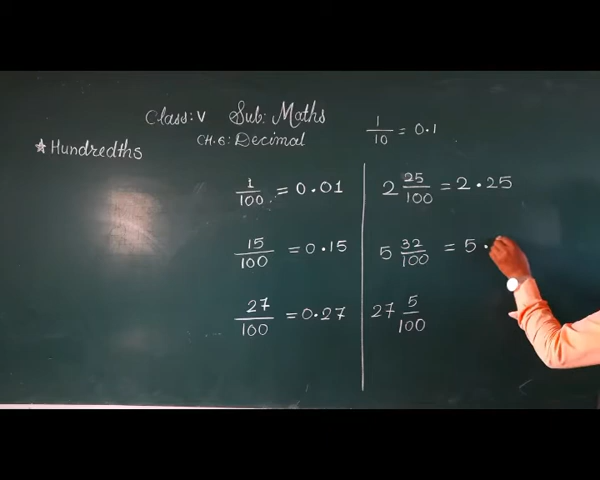 Class: V Sub: Maths
CH.6: Decimal
★Hundredths
1/10 = 0.1
1/100 = 0.01
15/100 = 0.15
27/100 = 0.27
2 25/100 = 2.25
5 32/100 = 5.
27 5/100